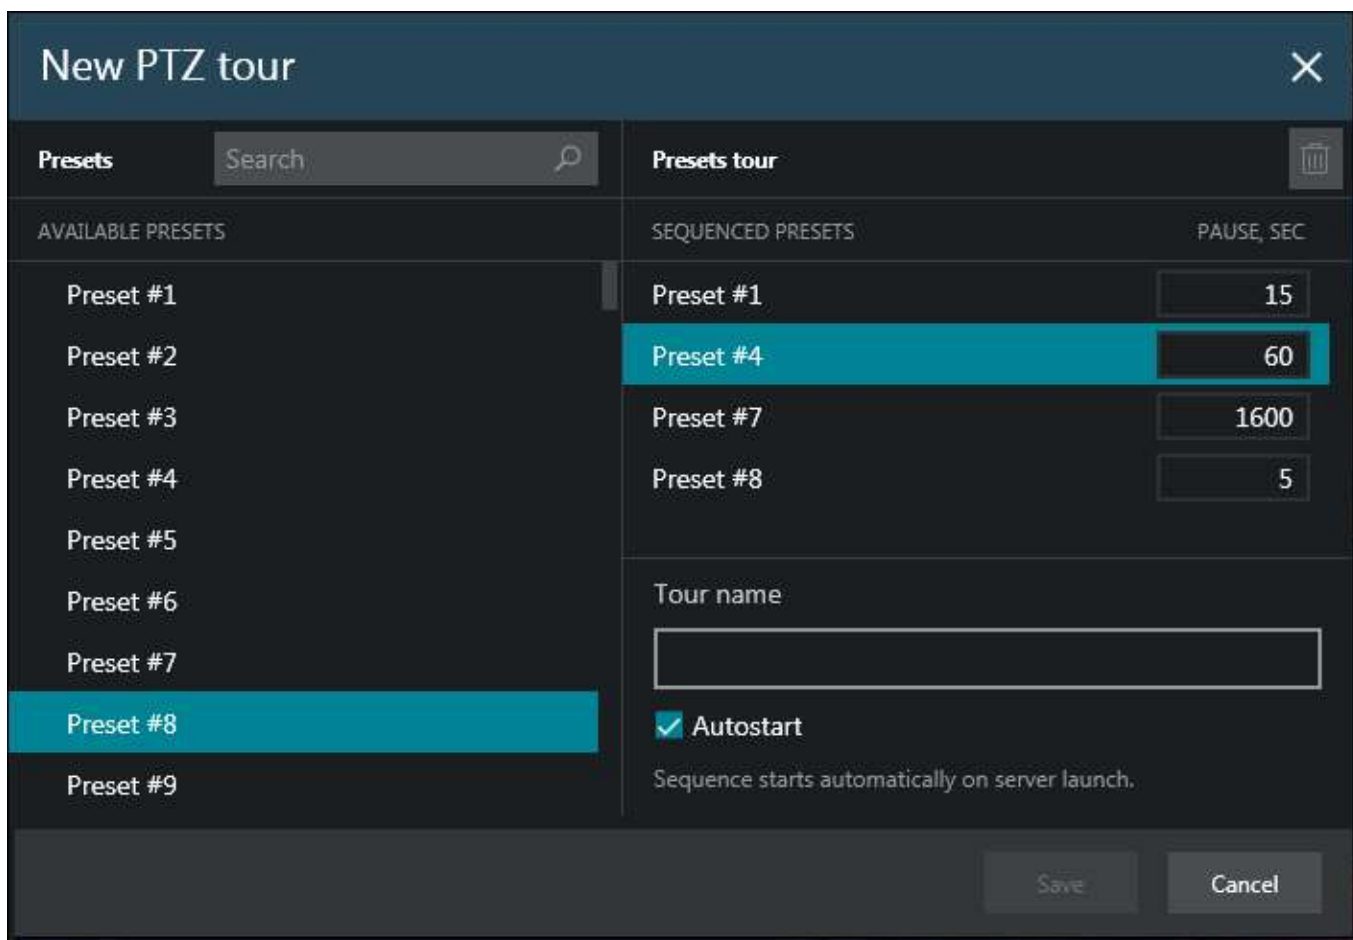 New PTZ tour
Presets
Search
Presets tour
AVAILABLE PRESETS
SEQUENCED PRESETS
PAUSE, SEC
Preset #1
Preset #2
Preset #3
Preset #4
Preset #5
Preset #6
Preset #7
Preset #8
Preset #9
Preset #1 15
Preset #4 60
Preset #7 1600
Preset #8 5
Tour name
Autostart
Sequence starts automatically on server launch.
Save
Cancel